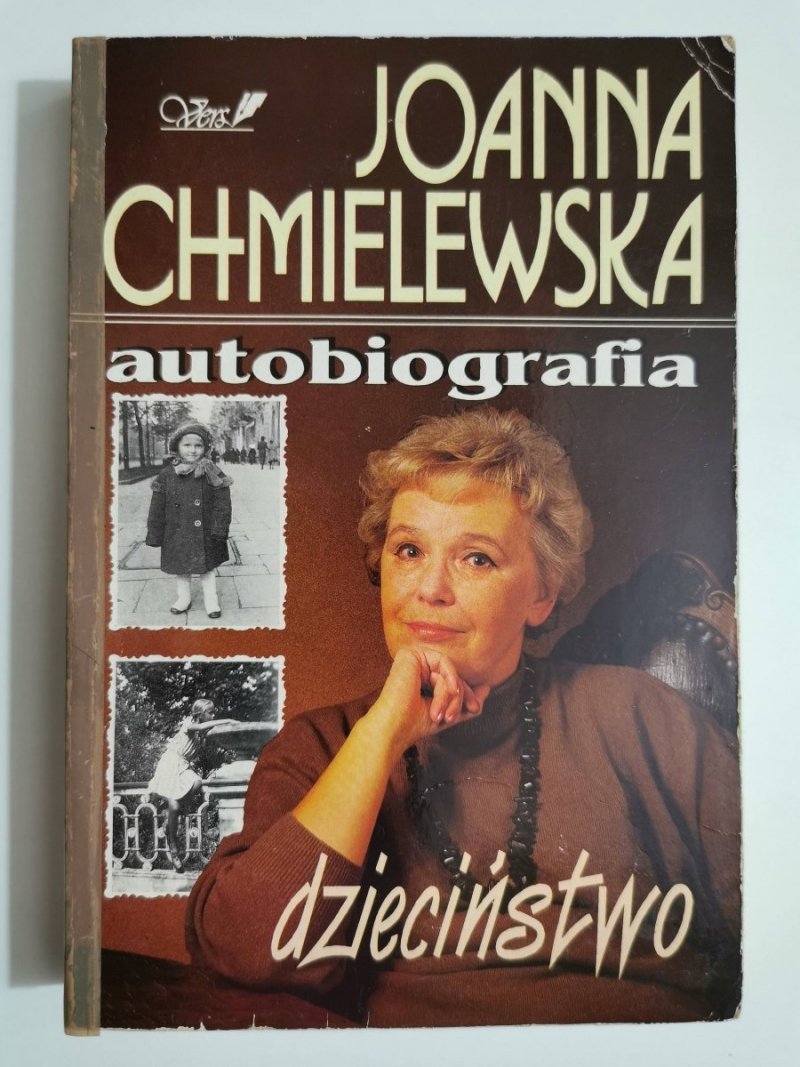 Vers
JOANNA
CHMIELEWSKA
autobiografia
dzieciństwo